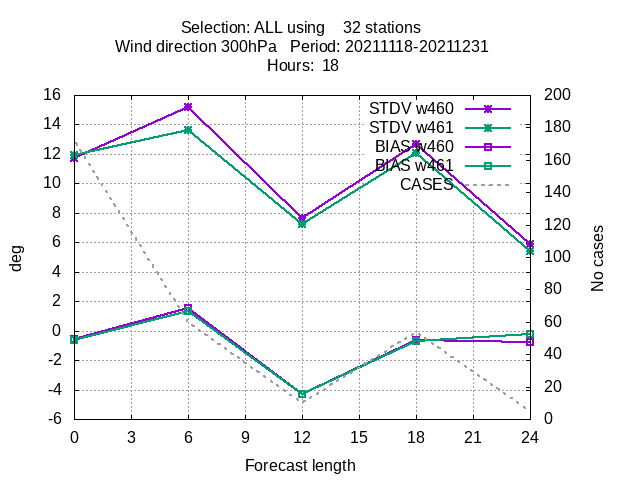 Selection: ALL using    32 stations
Wind direction 300hPa   Period: 20211118-20211231
Hours:  18
STDV w460
STDV w461
BIAS w460
BIAS w461
CASES
deg
16
14
12
10
8
6
4
2
0
-2
-4
-6
200
180
160
140
120
100
80
60
40
20
0
No cases
0 3 6 9 12 15 18 21 24
Forecast length